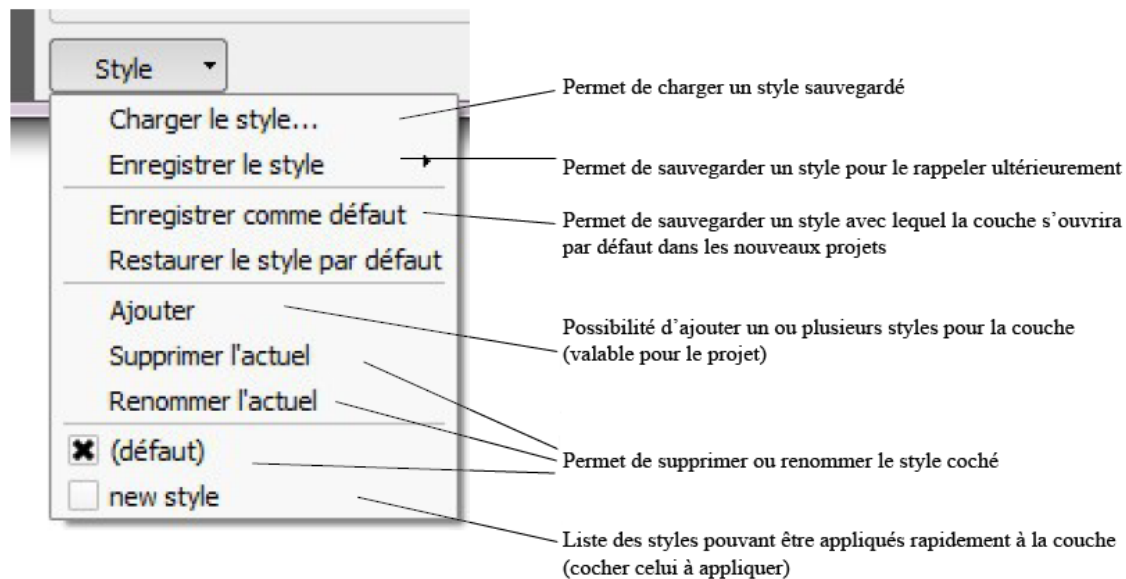 Style
Permet de charger un style sauvegardé
Charger le style...
Enregistrer le style
Permet de sauvegarder un style pour le rappeler ultérieurement
Enregistrer comme défaut
Permet de sauvegarder un style avec lequel la couche s’ouvrira
par défaut dans les nouveaux projets
Restaurer le style par défaut
Ajouter
Possibilité d’ajouter un ou plusieurs styles pour la couche
(valable pour le projet)
Supprimer l'actuel
Renommer l'actuel
(défaut)
Permet de supprimer ou renommer le style coché
new style
Liste des styles pouvant être appliqués rapidement à la couche
(cocher celui à appliquer)